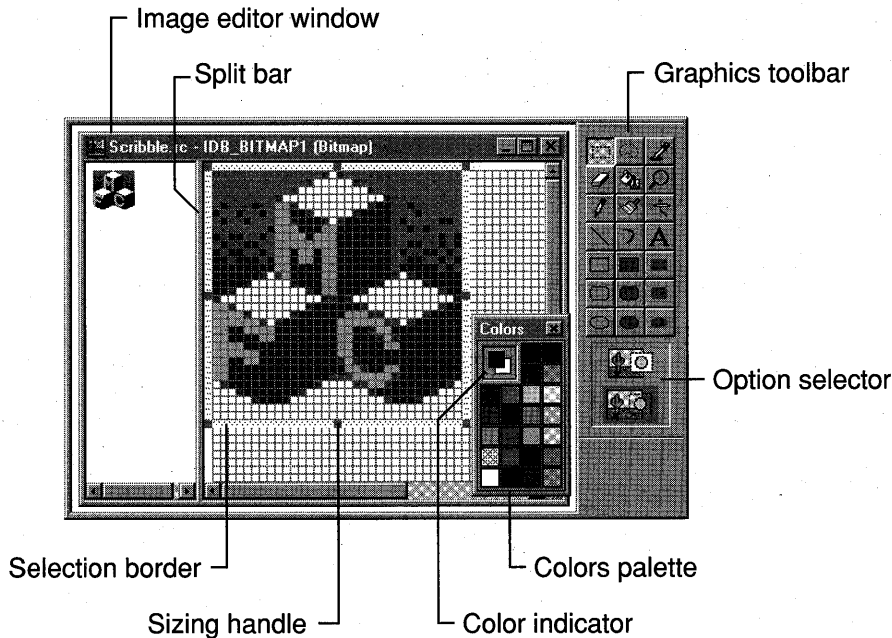 Image editor window
Split bar
Graphics toolbar
Scribble.rc - IDB_BITMAP1 (Bitmap)
A
M
F
C
Colors
Option selector
Selection border
Colors palette
Sizing handle
Color indicator